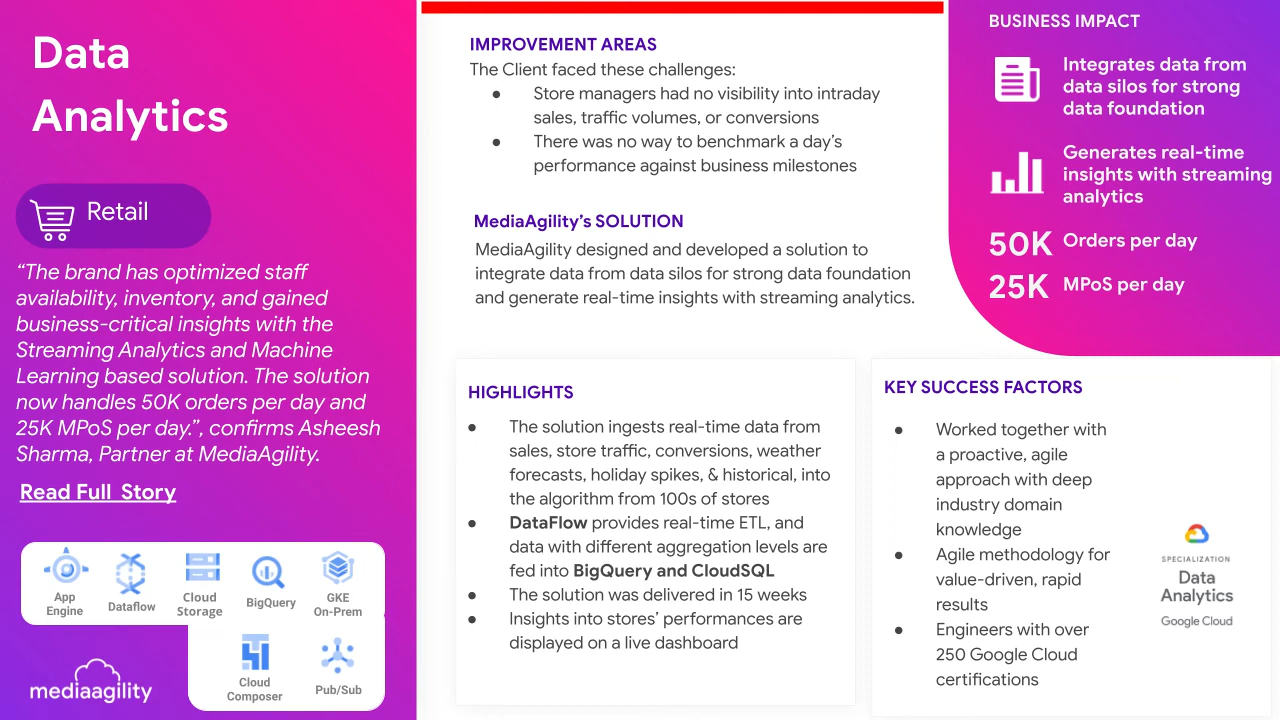 Data
Analytics
Retail
“The brand has optimized staff
availability, inventory, and gained
business-critical insights with the
Streaming Analytics and Machine
Learning based solution. The solution
now handles 50K orders per day and
25K MPoS per day.”, confirms Asheesh
Sharma, Partner at MediaAgility.
Read Full Story
App
Engine
Dataflow
Cloud
Storage
BigQuery
GKE
On-Prem
Cloud
Composer
Pub/Sub
mediaagility
IMPROVEMENT AREAS
The Client faced these challenges:
● Store managers had no visibility into intraday
sales, traffic volumes, or conversions
● There was no way to benchmark a day’s
performance against business milestones
MediaAgility’s SOLUTION
MediaAgility designed and developed a solution to
integrate data from data silos for strong data foundation
and generate real-time insights with streaming analytics.
HIGHLIGHTS
● The solution ingests real-time data from
sales, store traffic, conversions, weather
forecasts, holiday spikes, & historical, into
the algorithm from 100s of stores
● DataFlow provides real-time ETL, and
data with different aggregation levels are
fed into BigQuery and CloudSQL
● The solution was delivered in 15 weeks
● Insights into stores’ performances are
displayed on a live dashboard
BUSINESS IMPACT
Integrates data from
data silos for strong
data foundation
Generates real-time
insights with streaming
analytics
50K Orders per day
25K MPoS per day
KEY SUCCESS FACTORS
● Worked together with
a proactive, agile
approach with deep
industry domain
knowledge
● Agile methodology for
value-driven, rapid
results
● Engineers with over
250 Google Cloud
certifications
SPECIALIZATION
Data
Analytics
Google Cloud